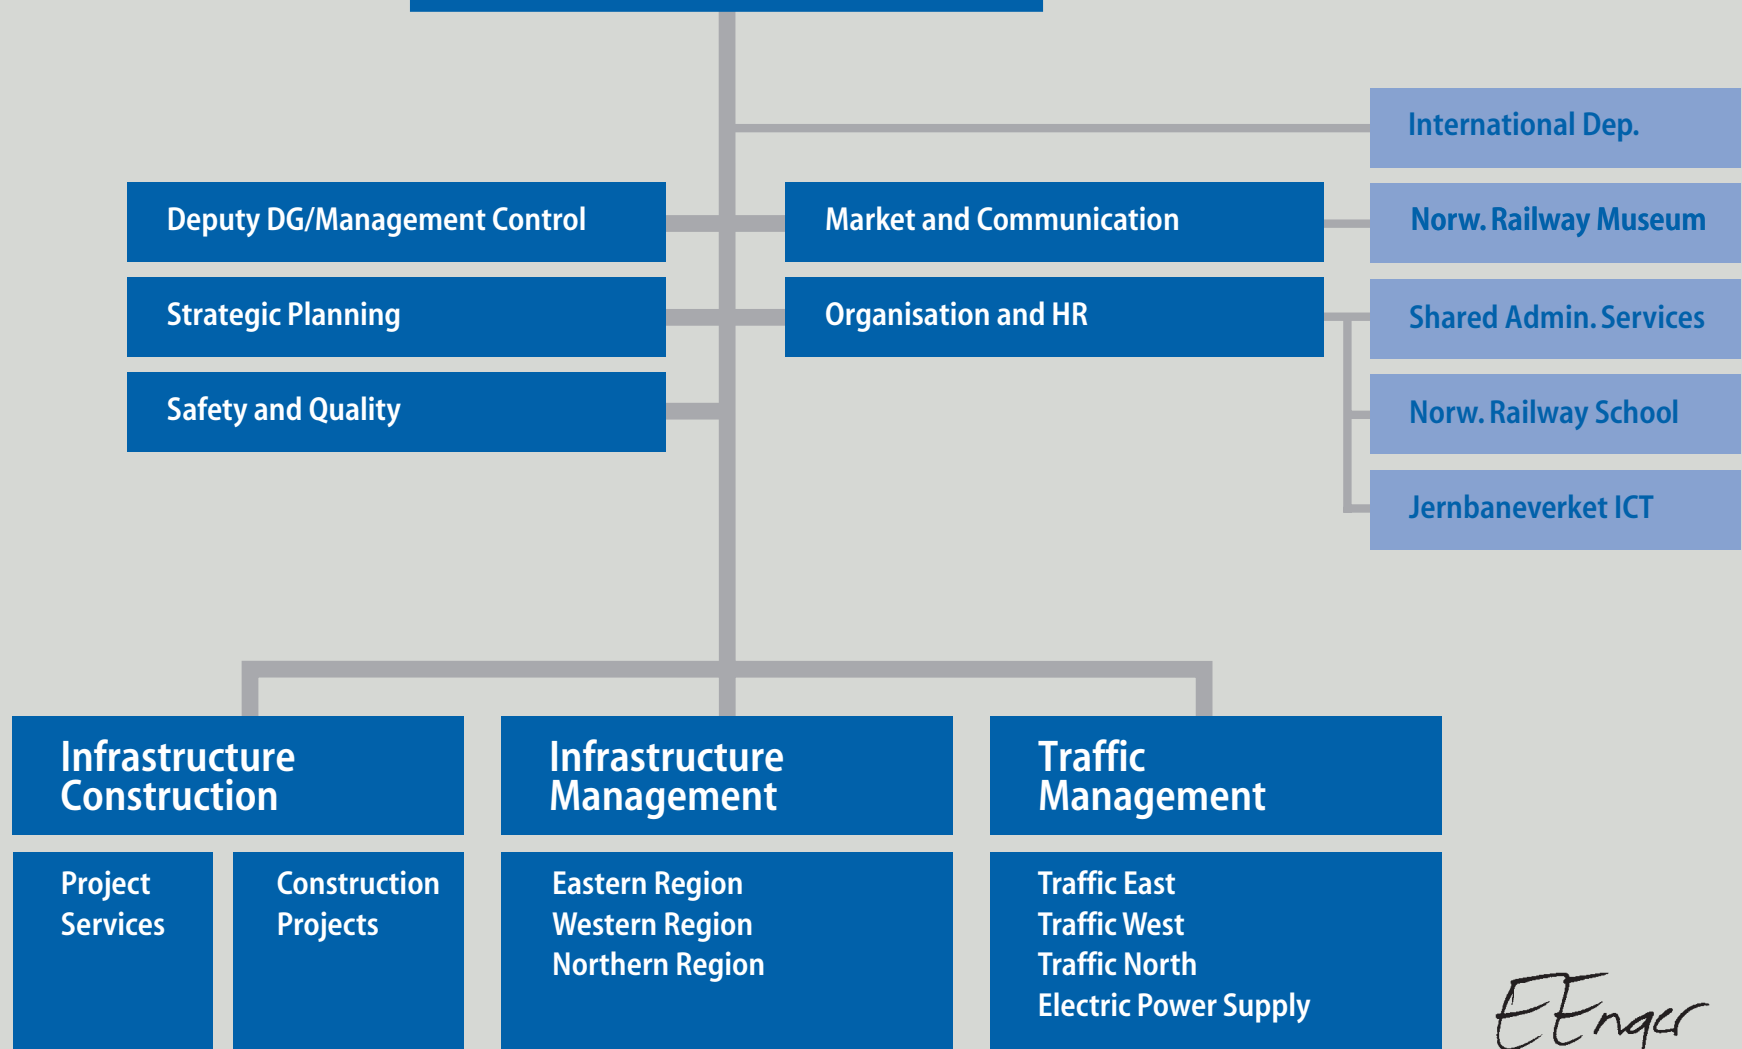 International Dep.
Deputy DG/Management Control
Market and Communication
Norw. Railway Museum
Strategic Planning
Organisation and HR
Shared Admin. Services
Safety and Quality
Norw. Railway School
Jernbaneverket ICT
Infrastructure
Construction
Infrastructure
Management
Traffic
Management
Project
Services
Construction
Projects
Eastern Region
Western Region
Northern Region
Traffic East
Traffic West
Traffic North
Electric Power Supply
EEnger